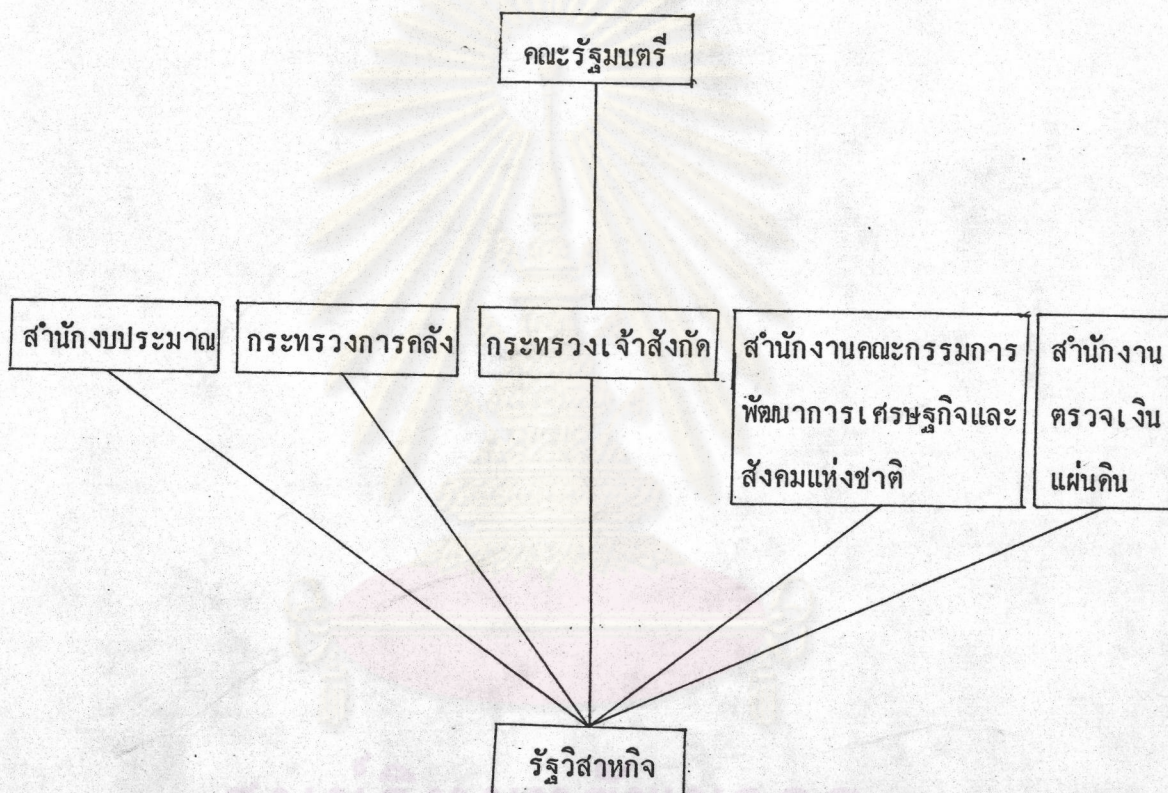 คณะรัฐมนตรี
สำนักงบประมาณ
กระทรวงการคลัง
กระทรวงเจ้าสังกัด
สำนักงานคณะกรรมการ
พัฒนาการเศรษฐกิจและ
สังคมแห่งชาติ
สำนักงาน
ตรวจเงิน
แผ่นดิน
รัฐวิสาหกิจ